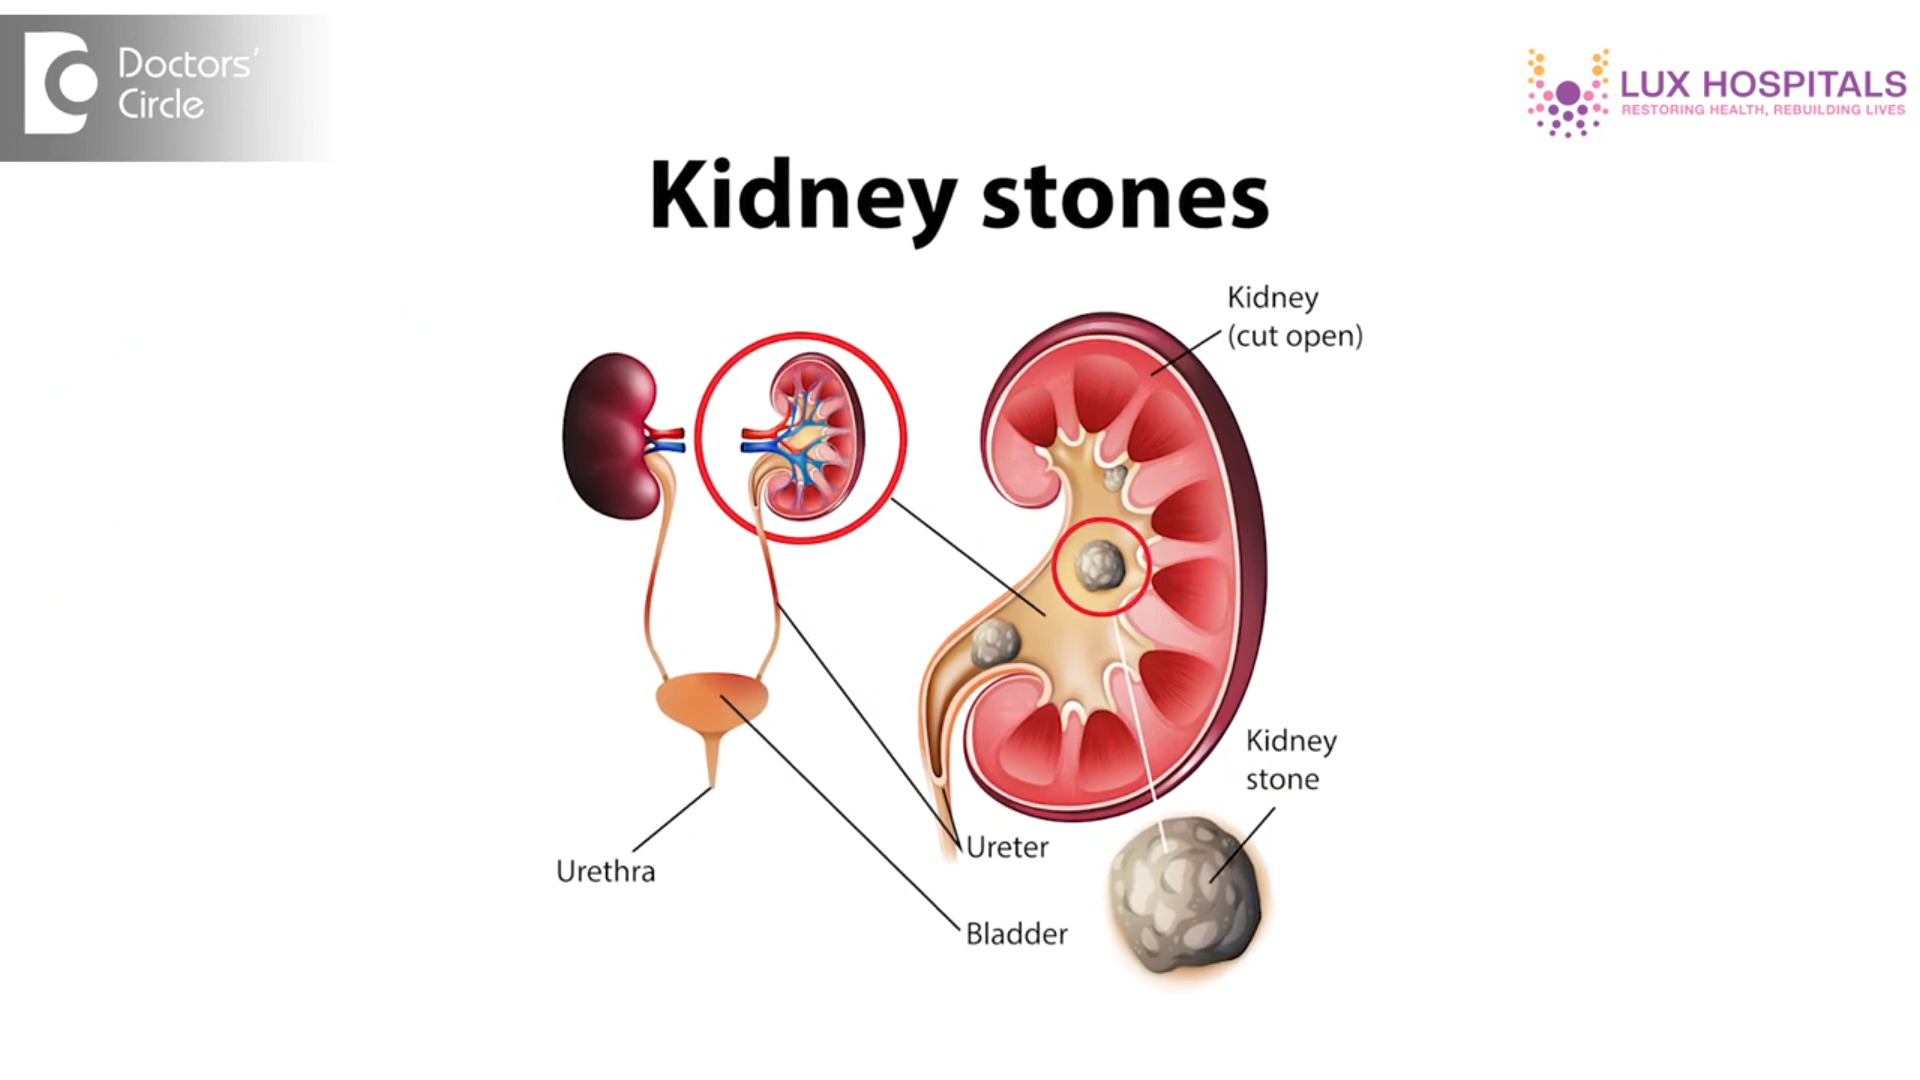 Doctors'
Circle
LUX HOSPITALS
RESTORING HEALTH, REBUILDING LIVES
Kidney stones
Kidney
(cut open)
Kidney
stone
Ureter
Urethra
Bladder